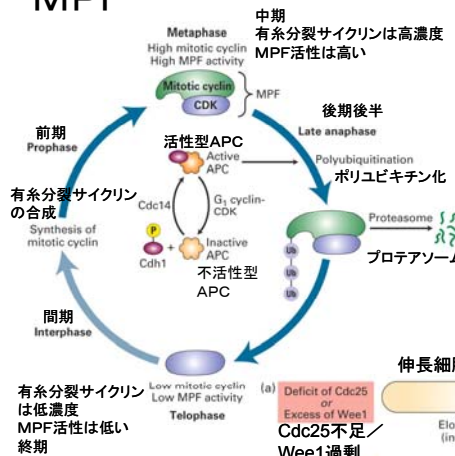 MPF
中期
有糸分裂サイクリンは高濃度
MPF活性は高い
Metaphase
High mitotic cyclin
High MPF activity
Mitotic cyclin
CDK
MPF
後期後半
Late anaphase
前期
Prophase
活性型APC
Active
APC
Polyubiquitination
ポリユビキチン化
有糸分裂サイクリン
の合成
Synthesis of
mitotic cyclin
Cdc14
G₁ cyclin-
CDK
P
Cdh1
+
Inactive
APC
不活性型
APC
Proteasome
プロテアソーム
Ub
Ub
Ub
間期
Interphase
Low mitotic cyclin
Low MPF activity
Telophase
有糸分裂サイクリン
は低濃度
MPF活性は低い
終期
(a)
Deficit of Cdc25
or
Excess of Wee1
Cdc25不足／
Wee1過剰
伸長細胞
Elo
(in